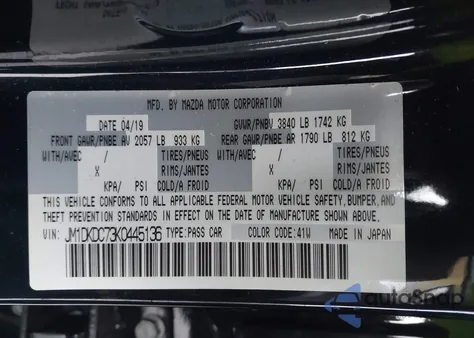 MFD. BY MAZDA MOTOR CORPORATION
DATE 04/19 GVWR/PNBV 3840 LB 1742 KG
FRONT GAWR/PNBE AV 2057 LB 933 KG REAR GAWR/PNBE AR 1790 LB 812 KG
WITH/AVEC / TIRES/PNEUS WITH/AVEC / TIRES/PNEUS
X RIMS/JANTES X RIMS/JANTES
KPA/ PSI COLD/A FROID KPA/ PSI COLD/A FROID
THIS VEHICLE CONFORMS TO ALL APPLICABLE FEDERAL MOTOR VEHICLE SAFETY, BUMPER, AND
THEFT PREVENTION STANDARDS IN EFFECT ON THE DATE OF MANUFACTURE SHOWN ABOVE.
VIN: JM1DKDC73K0445136 TYPE:PASS CAR COLOR CODE:41W MADE IN JAPAN
auto4snap